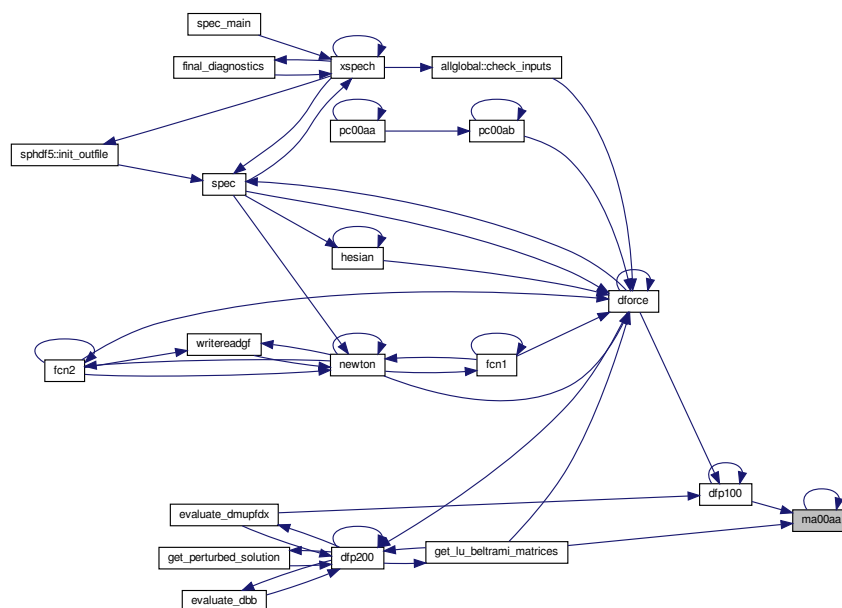 spec_main
final_diagnostics
xspech
allglobal::check_inputs
pc00aa
pc00ab
sphdf5::init_outfile
spec
hesian
dforce
writereadgf
fcn2
newton
fcn1
dfp100
evaluate_dmupfdx
ma00aa
get_perturbed_solution
dfp200
get_lu_beltrami_matrices
evaluate_dbb